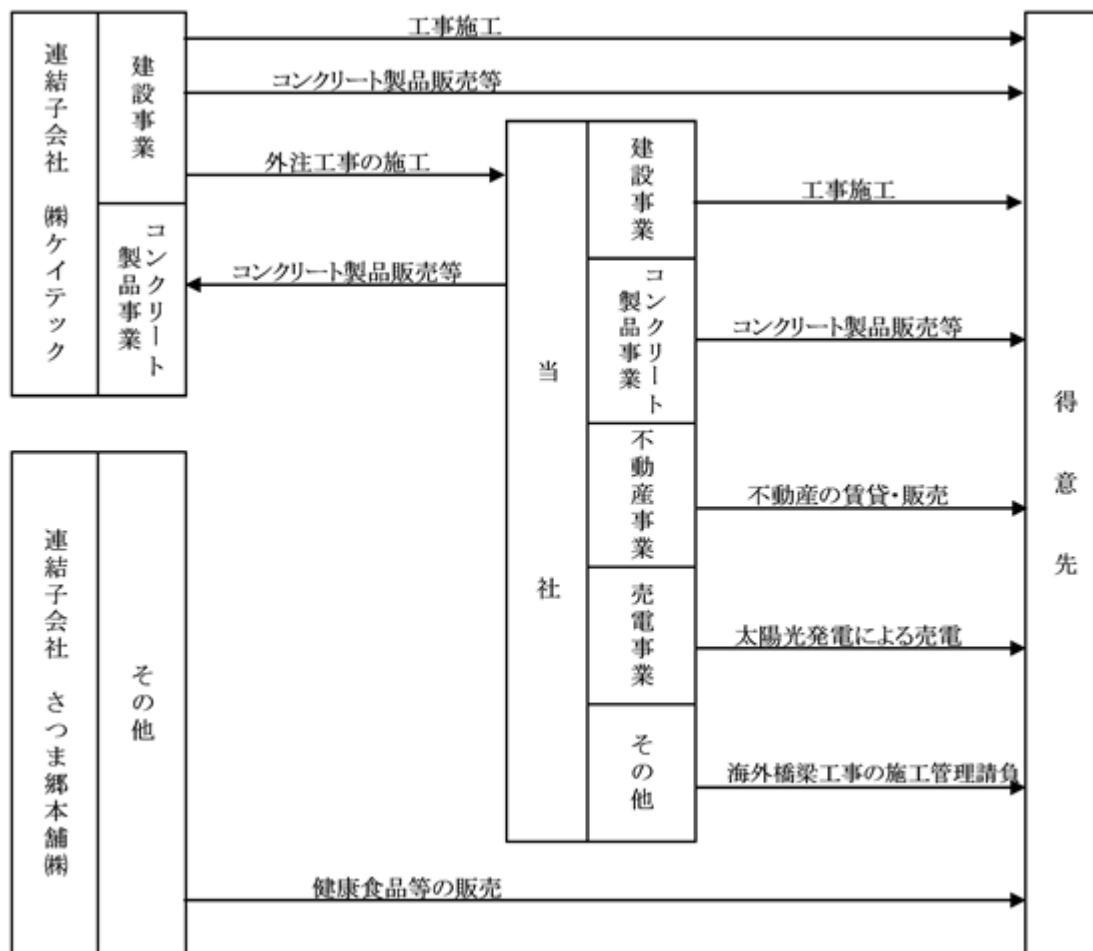 連結子会社 ㈱ケイテック
建設事業
コンクリート
製品事業
工事施工
コンクリート製品販売等
外注工事の施工
コンクリート製品販売等
当社
建設事業
コンクリート
製品事業
不動産事業
売電事業
その他
工事施工
コンクリート製品販売等
不動産の賃貸・販売
太陽光発電による売電
海外橋梁工事の施工管理請負
得意先
連結子会社 さつま郷本舗㈱
その他
健康食品等の販売